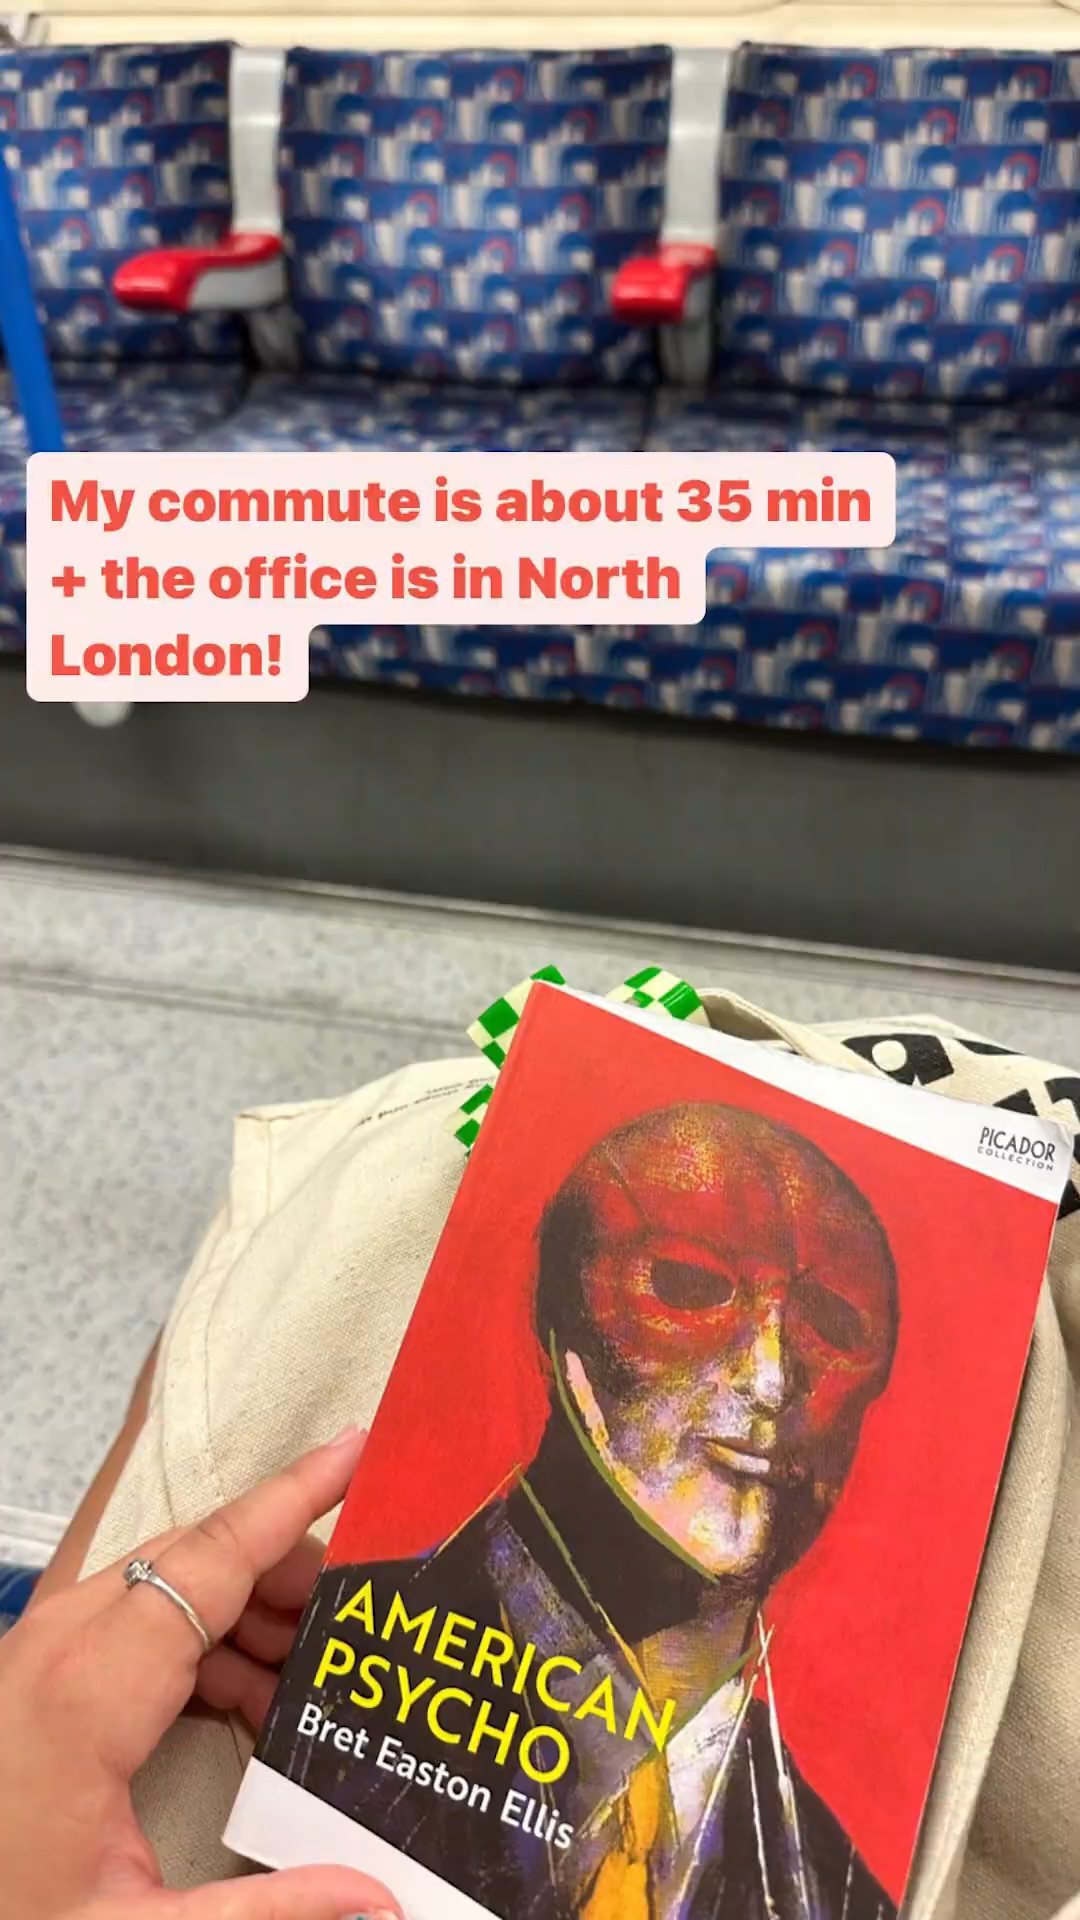 My commute is about 35 min
+ the office is in North
London!
PICADOR
COLLECTION
AMERICAN
PSYCHO
Bret Easton Ellis